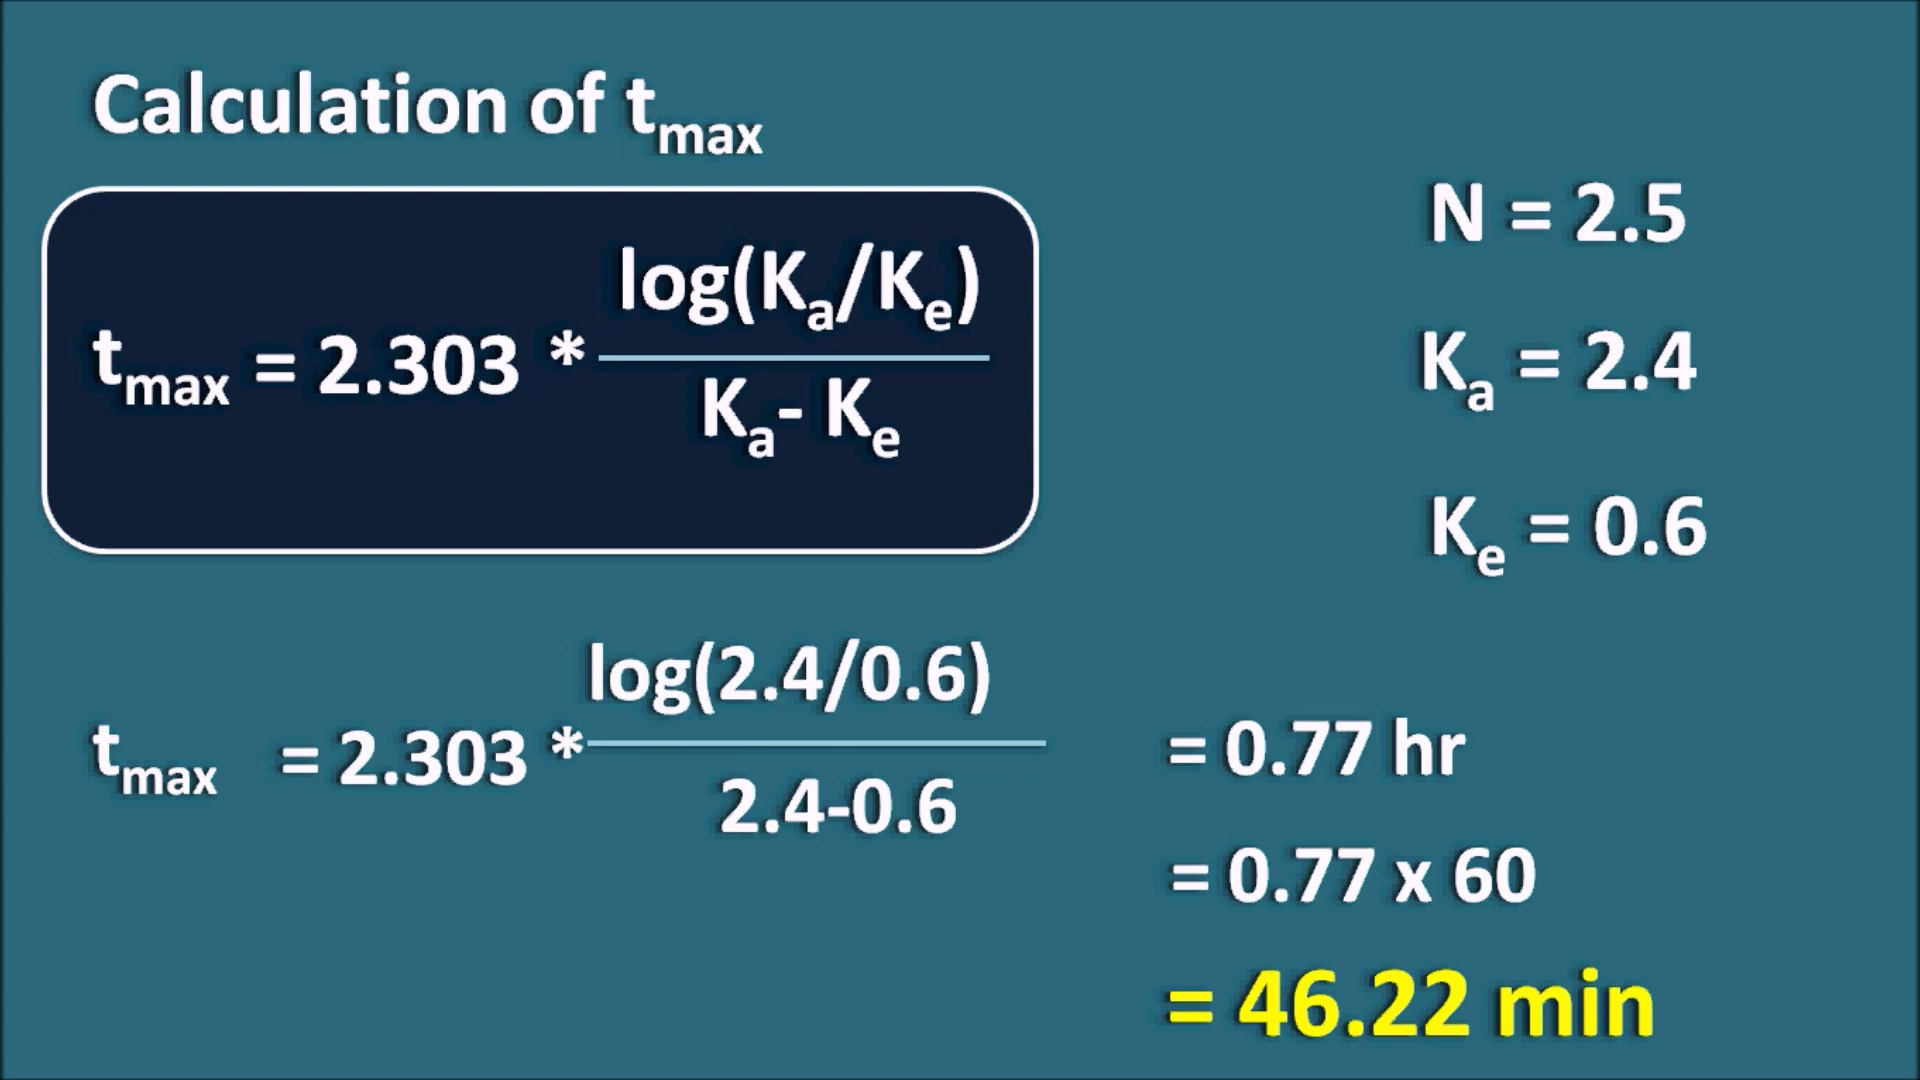 Calculation of tmax
tmax = 2.303 * log(Ka/Ke)
Ka- Ke
N = 2.5
Ka = 2.4
Ke = 0.6
tmax = 2.303 * log(2.4/0.6)
2.4-0.6
= 0.77 hr
= 0.77 x 60
= 46.22 min